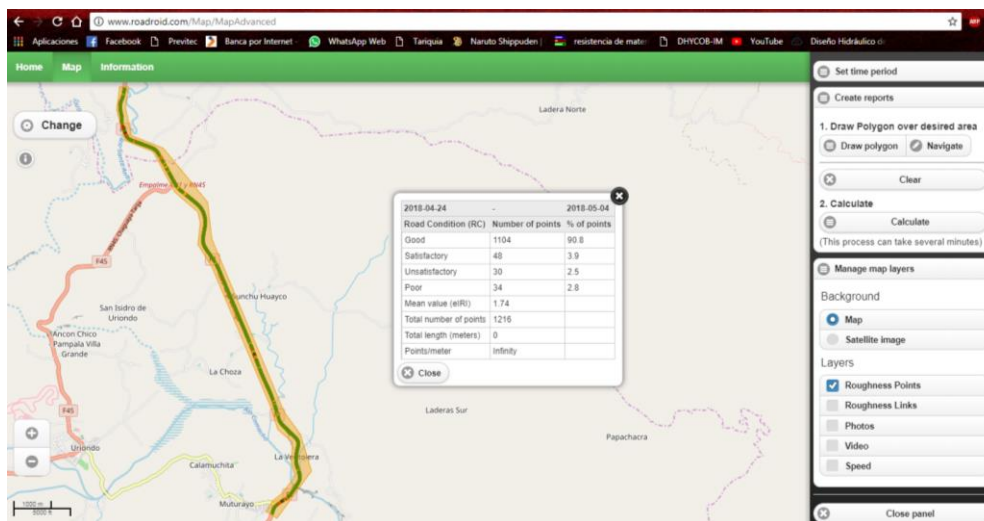 www.roadroid.com/Map/MapAdvanced
Aplicaciones Facebook Previtec Banca por Internet - WhatsApp Web Tariquia Naruto Shippuden | resistencia de mate: DHYCOB-IM YouTube Diseño Hidráulico d
Home Map Information
Change
Ladera Norte
San Isidro de
Uriondo
Ancon Chico
Pampala Villa
Grande
F45
F45
La Choza
Uriondo
Calamuchita
Muturayo
Laderas Sur
Papachacra
1000 m
5000 ft
2018-04-24 - 2018-05-04
Road Condition (RC) Number of points % of points
Good 1104 90.8
Satisfactory 48 3.9
Unsatisfactory 30 2.5
Poor 34 2.8
Mean value (eIRI) 1.74
Total number of points 1216
Total length (meters) 0
Points/meter Infinity
Close
Set time period
Create reports
1. Draw Polygon over desired area
Draw polygon Navigate
Clear
2. Calculate
Calculate
(This process can take several minutes)
Manage map layers
Background
Map
Satellite image
Layers
Roughness Points
Roughness Links
Photos
Video
Speed
Close panel